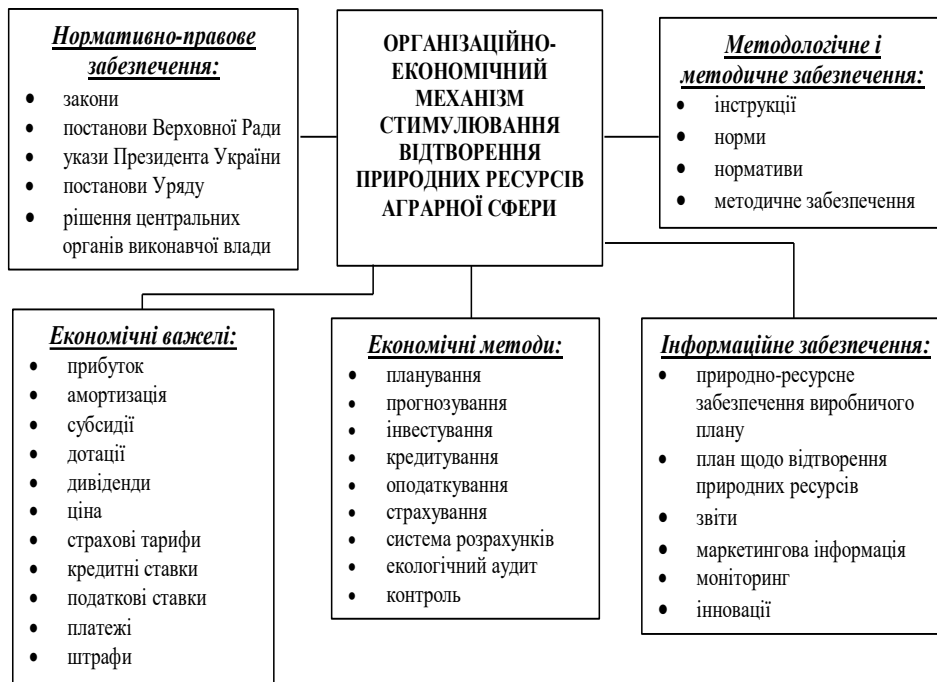 Нормативно-правове
забезпечення:
• закони
• постанови Верховної Ради
• укази Президента України
• постанови Уряду
• рішення центральних
органів виконавчої влади
ОРГАНІЗАЦІЙНО-
ЕКОНОМІЧНИЙ
МЕХАНІЗМ
СТИМУЛЮВАННЯ
ВІДТВОРЕННЯ
ПРИРОДНИХ РЕСУРСІВ
АГРАРНОЇ СФЕРИ
Методологічне і
методичне забезпечення:
• інструкції
• норми
• нормативи
• методичне забезпечення
Економічні важелі:
• прибуток
• амортизація
• субсидії
• дотації
• дивіденди
• ціна
• страхові тарифи
• кредитні ставки
• податкові ставки
• платежі
• штрафи
Економічні методи:
• планування
• прогнозування
• інвестування
• кредитування
• оподаткування
• страхування
• система розрахунків
• екологічний аудит
• контроль
Інформаційне забезпечення:
• природно-ресурсне
забезпечення виробничого
плану
• план щодо відтворення
природних ресурсів
• звіти
• маркетингова інформація
• моніторинг
• інновації